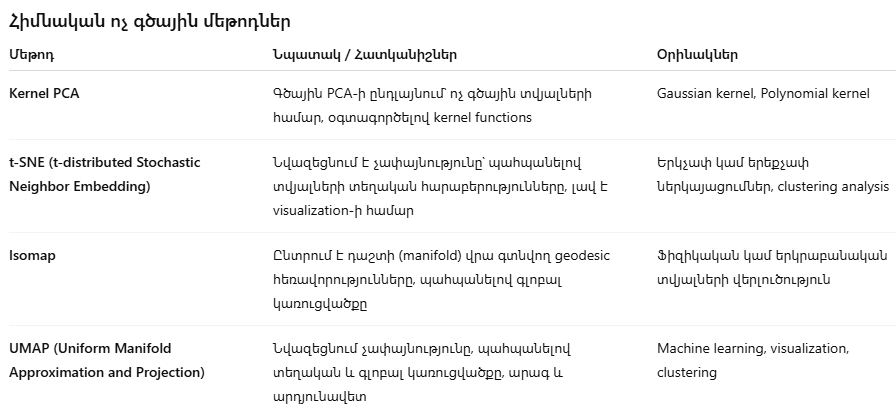 Հիմնական ոչ գծային մեթոդներ
Մեթոդ	Նպատակ / Հատկանիշներ	Օրինակներ
Kernel PCA	Գծային PCA-ի ընդլայնում՝ ոչ գծային տվյալների	Gaussian kernel, Polynomial kernel
համար, օգտագործելով kernel functions
t-SNE (t-distributed Stochastic	Նվազեցնում է չափայնությունը՝ պահպանելով	Երկչափ կամ երեքչափ
Neighbor Embedding)	տվյալների տեղական հարաբերությունները, լավ է	ներկայացումներ, clustering analysis
visualization-ի համար
Isomap	Ընտրում է դաշտի (manifold) վրա գտնվող geodesic	Ֆիզիկական կամ երկրաբանական
հեռավորությունները, պահպանելով գլոբալ	տվյալների վերլուծություն
կառուցվածքը
UMAP (Uniform Manifold	Նվազեցնում չափայնությունը, պահպանելով	Machine learning, visualization,
Approximation and Projection)	տեղական և գլոբալ կառուցվածքը, արագ և	clustering
արդյունավետ